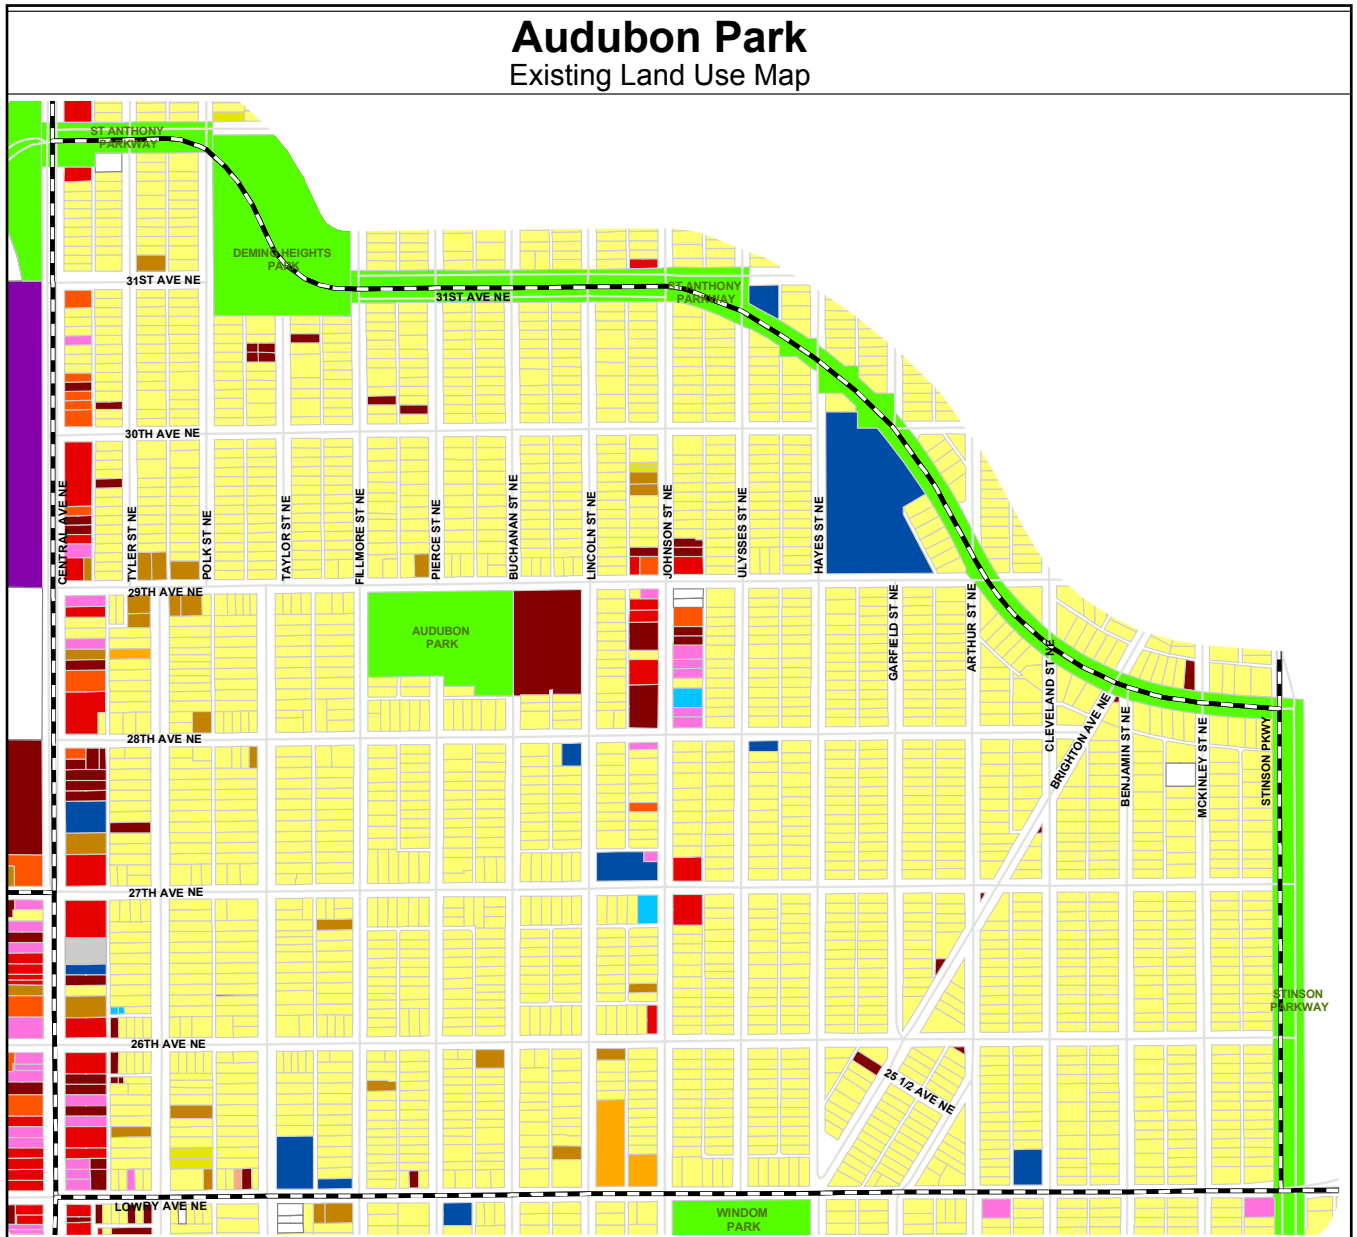 Audubon Park
Existing Land Use Map
ST ANTHONY
PARKWAY
DEMING HEIGHTS
PARK
31ST AVE NE
31ST AVE NE
ST ANTHONY
PARKWAY
30TH AVE NE
CENTRAL AVE NE
TYLER ST NE
POLK ST NE
TAYLOR ST NE
FILLMORE ST NE
PIERCE ST NE
BUCHANAN ST NE
LINCOLN ST NE
JOHNSON ST NE
ULYSSES ST NE
HAYES ST NE
29TH AVE NE
GARFIELD ST NE
ARTHUR ST NE
AUDUBON
PARK
CLEVELAND ST NE
BRIGHTON AVE NE
BENJAMIN ST NE
MCKINLEY ST NE
STINSON PKWY
28TH AVE NE
27TH AVE NE
STINSON
PARKWAY
26TH AVE NE
25 1/2 AVE NE
LOWRY AVE NE
WINDOM
PARK